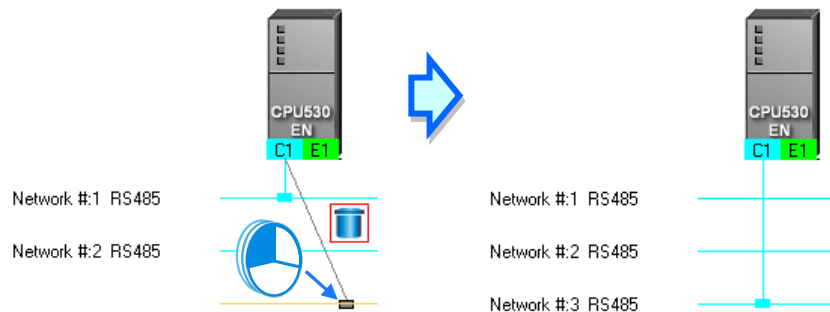 CPU530
EN
C1 E1
Network #:1 RS485
Network #:2 RS485
CPU530
EN
C1 E1
Network #:1 RS485
Network #:2 RS485
Network #:3 RS485